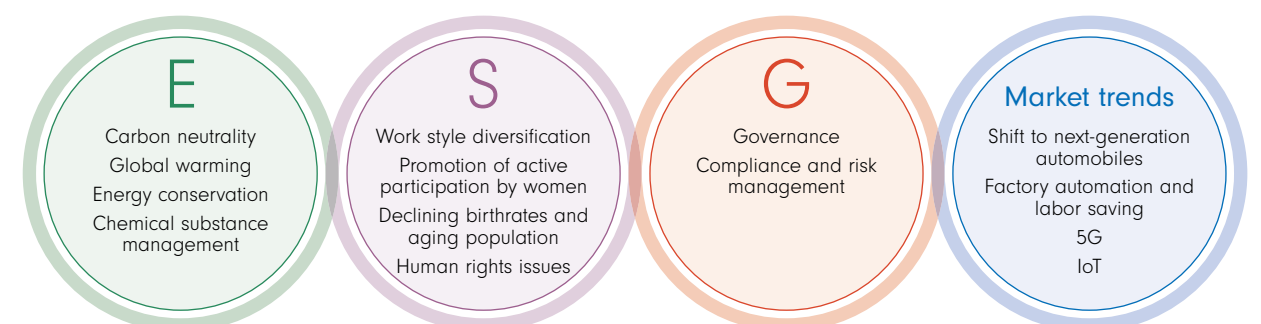 E
Carbon neutrality
Global warming
Energy conservation
Chemical substance
management
S
Work style diversification
Promotion of active
participation by women
Declining birthrates and
aging population
Human rights issues
G
Governance
Compliance and risk
management
Market trends
Shift to next-generation
automobiles
Factory automation and
labor saving
5G
IoT